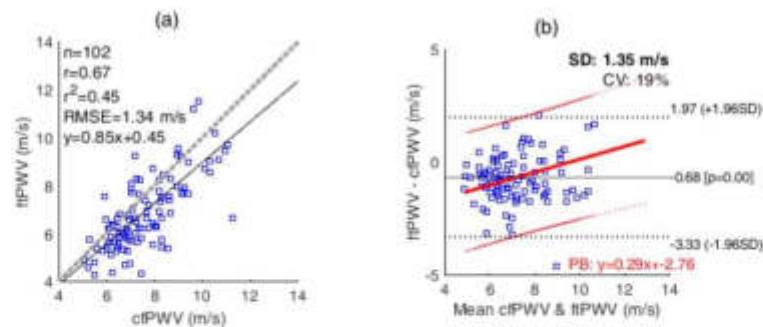 (a)
14
n=102
r=0.67
r²=0.45
RMSE=1.34 m/s
y=0.85x+0.45
12
10
8
6
4
ftPWV (m/s)
4 6 8 10 12 14
cfPWV (m/s)
(b)
5
SD: 1.35 m/s
CV: 19%
1.97 (+1.96SD)
0
-0.68 [p=0.00]
-3.33 (-1.96SD)
PB: y=0.29x+-2.76
-5
ftPWV - cfPWV (m/s)
4 6 8 10 12 14
Mean cfPWV & ftPWV (m/s)